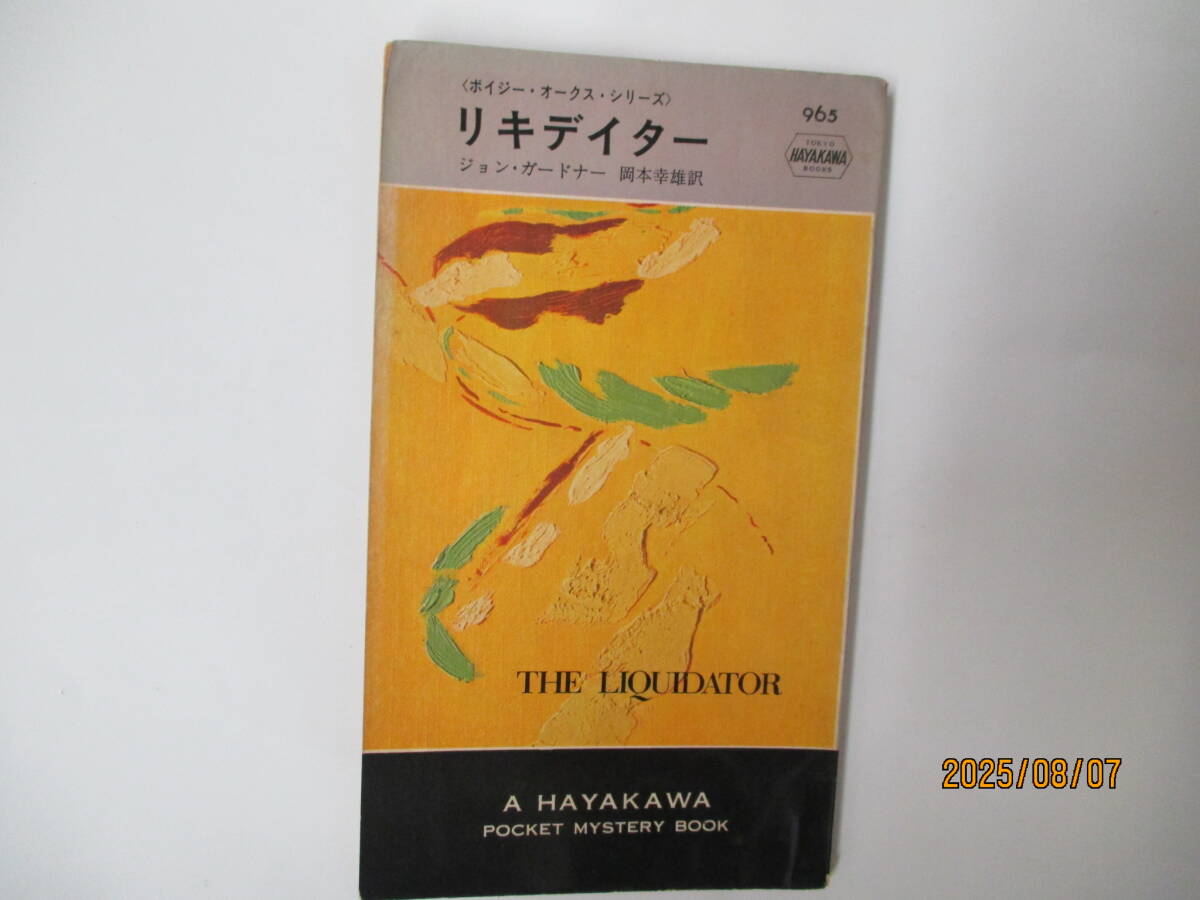 〈ボイジー・オークス・シリーズ〉
リキデイター
ジョン・ガードナー 岡本幸雄訳
965
TOKYO
HAYAKAWA
BOOKS
THE LIQUIDATOR
A HAYAKAWA
POCKET MYSTERY BOOK
2025/08/07